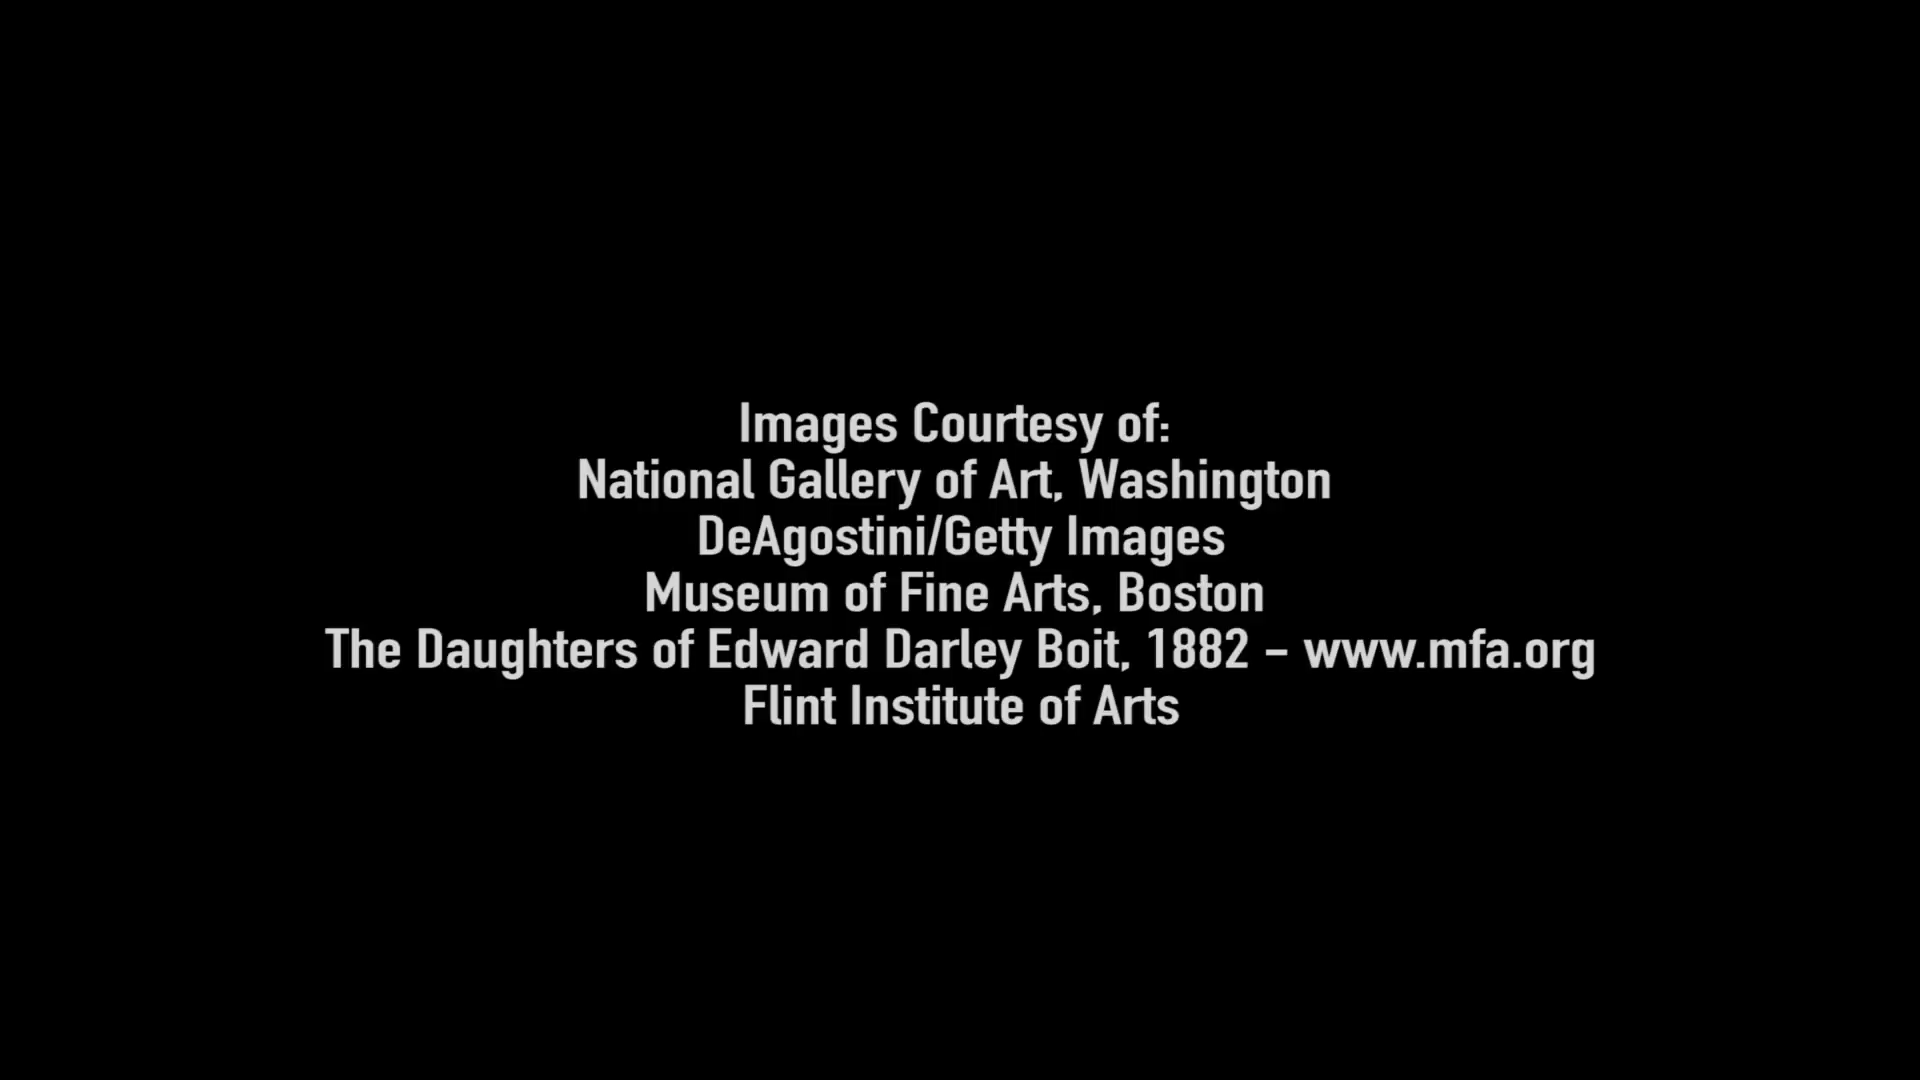 Images Courtesy of:
National Gallery of Art, Washington
DeAgostini/Getty Images
Museum of Fine Arts, Boston
The Daughters of Edward Darley Boit, 1882 – www.mfa.org
Flint Institute of Arts